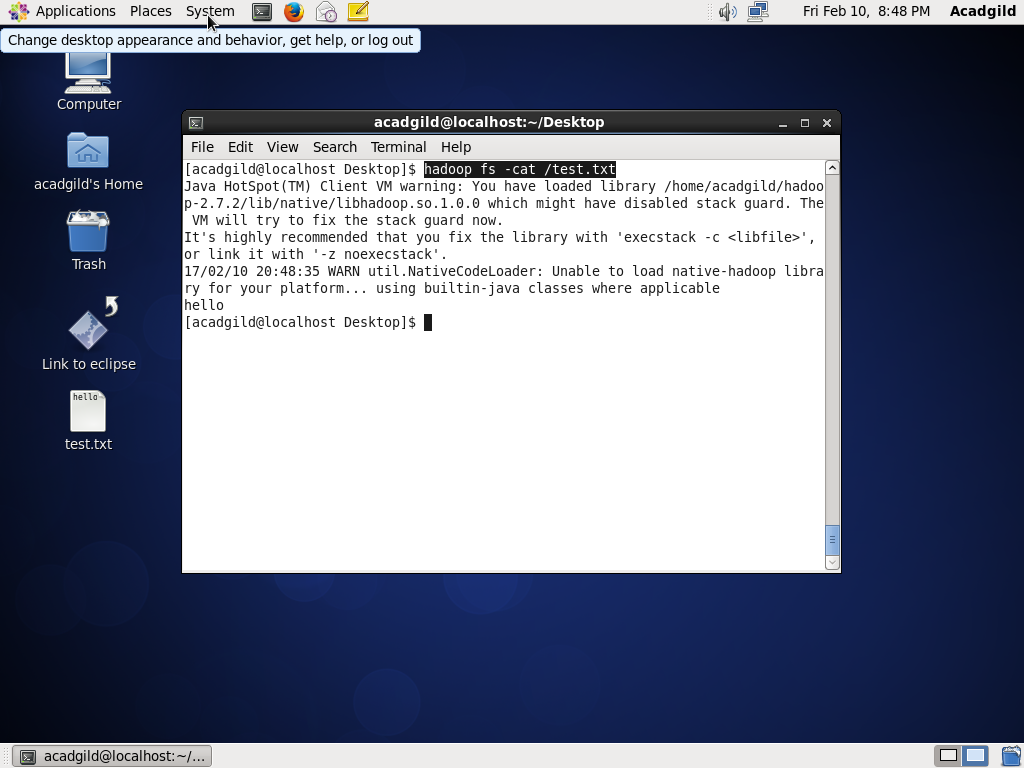 Applications Places System Fri Feb 10, 8:48 PM Acadgild
Change desktop appearance and behavior, get help, or log out
Computer
acadgild's Home
Trash
Link to eclipse
hello
test.txt
acadgild@localhost:~/Desktop
File Edit View Search Terminal Help
[acadgild@localhost Desktop]$ hadoop fs -cat /test.txt
Java HotSpot(TM) Client VM warning: You have loaded library /home/acadgild/hadoo
p-2.7.2/lib/native/libhadoop.so.1.0.0 which might have disabled stack guard. The
 VM will try to fix the stack guard now.
It's highly recommended that you fix the library with 'execstack -c <libfile>',
or link it with '-z noexecstack'.
17/02/10 20:48:35 WARN util.NativeCodeLoader: Unable to load native-hadoop libra
ry for your platform... using builtin-java classes where applicable
hello
[acadgild@localhost Desktop]$
acadgild@localhost:~/...